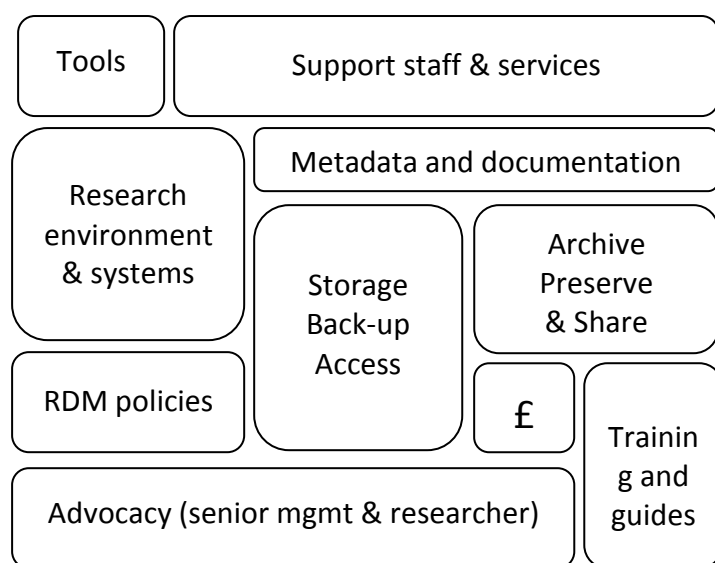 Tools
Support staff & services
Metadata and documentation
Research
environment
& systems
Storage
Back-up
Access
Archive
Preserve
& Share
RDM policies
£
Trainin
g and
guides
Advocacy (senior mgmt & researcher)